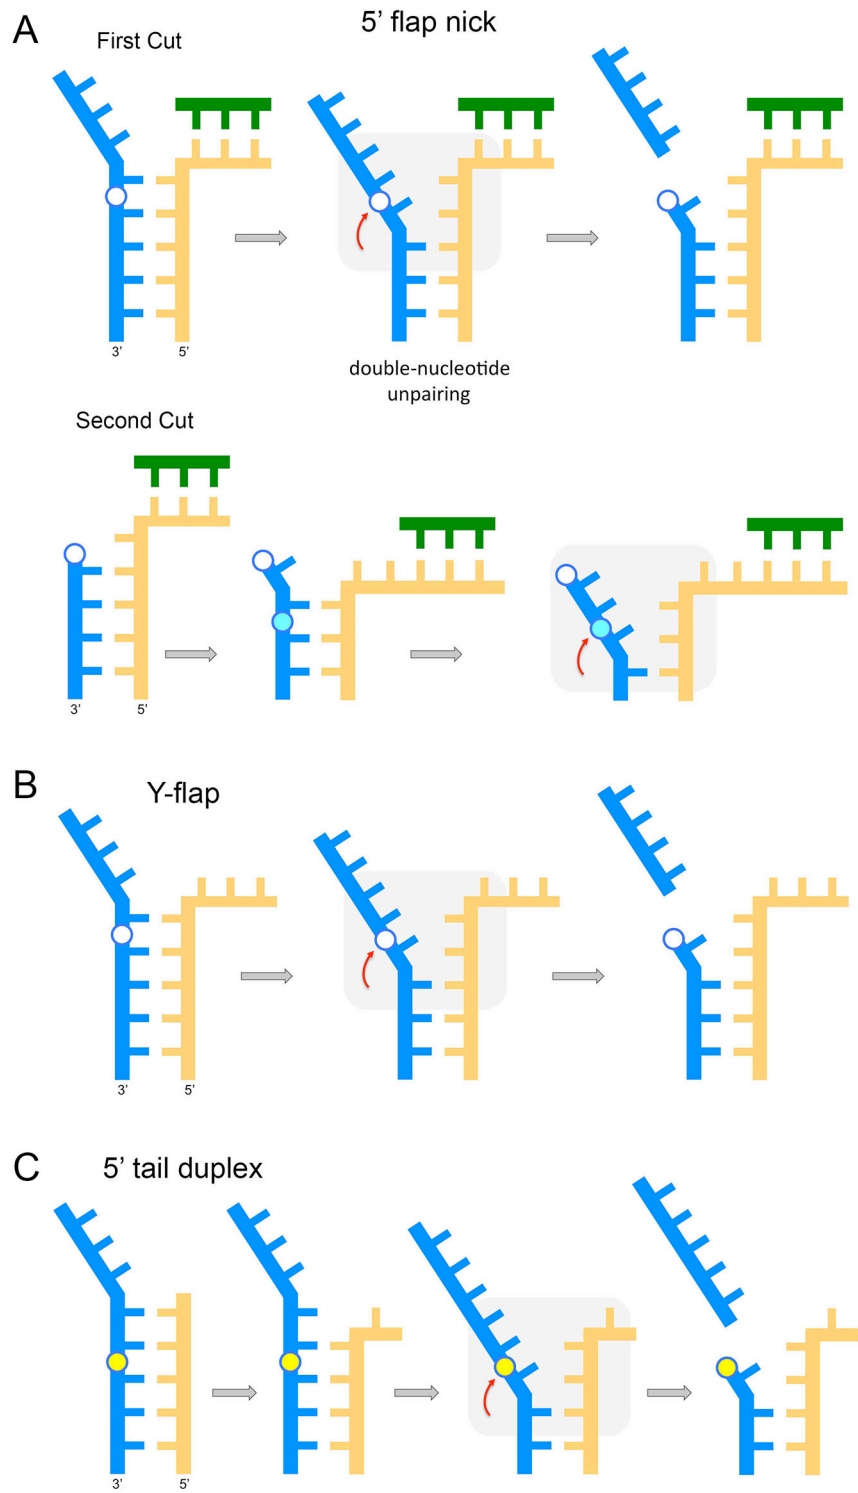 A
5’ flap nick
First Cut
3’
5’
double-nucleotide
unpairing
Second Cut
3’
5’
B
Y-flap
3’
5’
C
5’ tail duplex
3’
5’